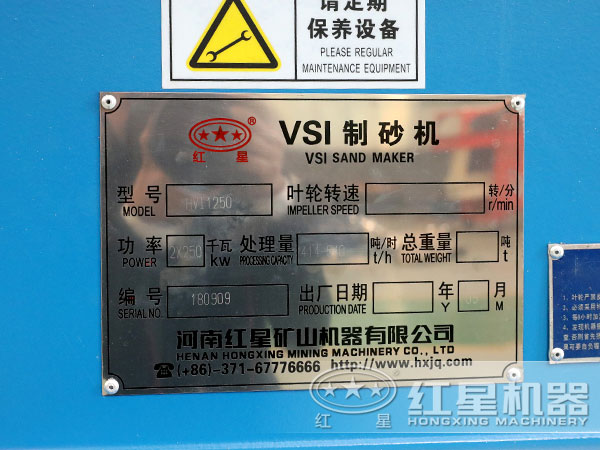 请定期
保养设备
PLEASE REGULAR
MAINTENANCE EQUIPMENT
红 星 ®
VSI 制砂机
VSI SAND MAKER
型 号 HVI1250 叶轮转速 转/分
MODEL IMPELLER SPEED r/min
功 率 2X250 千瓦 处理量 吨/时 总重量 吨
POWER kw PROCESSING CAPACITY t/h TOTAL WEIGHT t
编 号 180909 出厂日期 年 月
SERIAL NO. PRODUCTION DATE Y M
河南红星矿山机器有限公司
HENAN HONGXING MINING MACHINERY CO., LTD
☎(+86)-371-67776666 http://www.hxjq.com
红 星 ® 红星机器
HONGXING MACHINERY